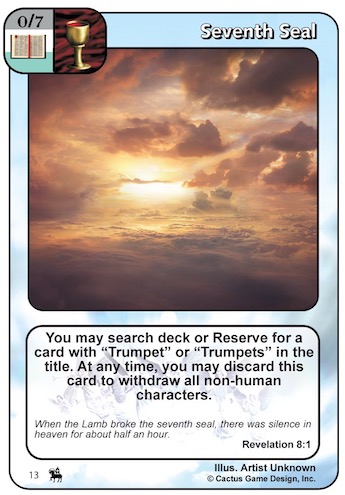 0/7
Seventh Seal
You may search deck or Reserve for a
card with “Trumpet” or “Trumpets” in the
title. At any time, you may discard this
card to withdraw all non-human
characters.
When the Lamb broke the seventh seal, there was silence in
heaven for about half an hour.
Revelation 8:1
13
Illus. Artist Unknown
© Cactus Game Design, Inc.